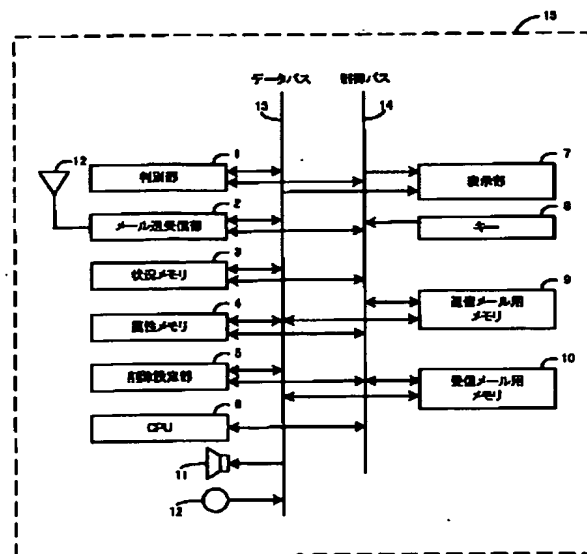 15
データバス
制御バス
13
14
12
1
判別部
7
表示部
2
メール送受信部
8
キー
3
状況メモリ
4
属性メモリ
9
返信メール用
メモリ
5
削除設定部
10
受信メール用
メモリ
6
CPU
11
12